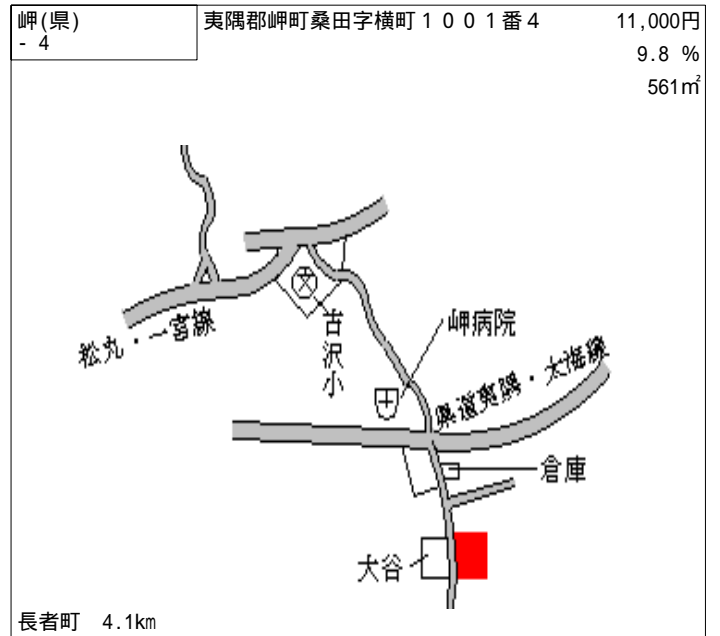 岬(県)
- 4
夷隅郡岬町桑田字横町１００１番４
11,000円
9.8 %
561㎡
松丸・一宮線
古沢小
岬病院
県道夷隅・太海線
倉庫
大谷
長者町 4.1km